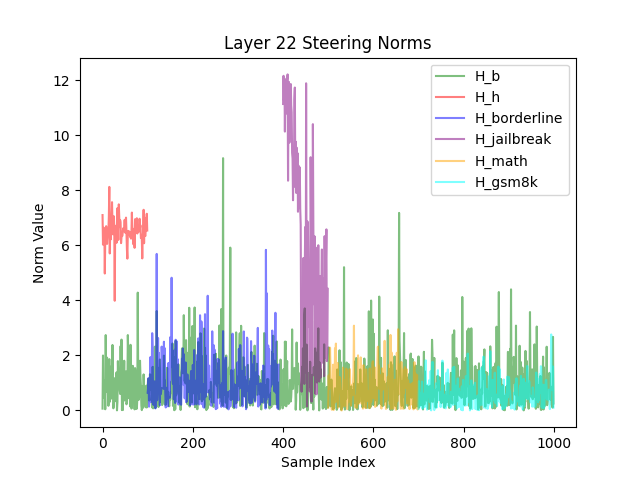 Layer 22 Steering Norms
Norm Value
12
10
8
6
4
2
0
0
200
400
600
800
1000
Sample Index
H_b
H_h
H_borderline
H_jailbreak
H_math
H_gsm8k